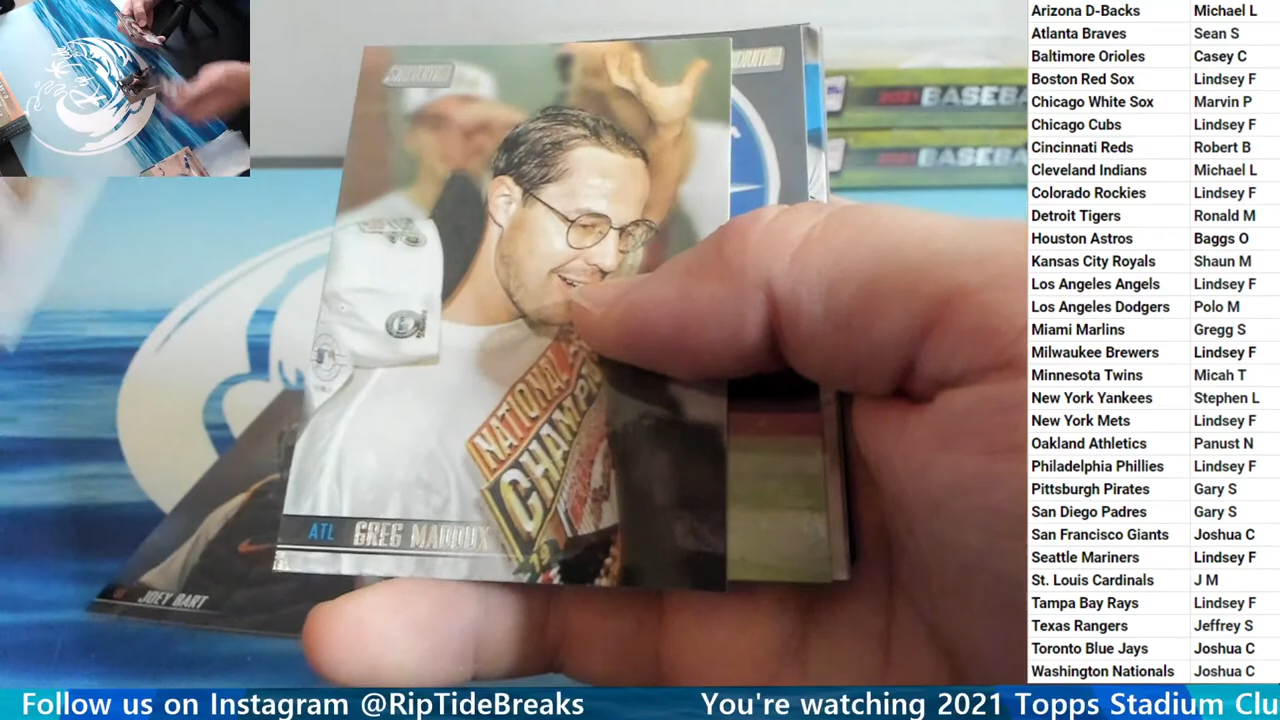 STADIUM
2021 BASEBA
2021 BASEBA
NATIONAL
CHAMP
ATL GREG MADDUX
JOEY BART
Arizona D-Backs Michael L
Atlanta Braves Sean S
Baltimore Orioles Casey C
Boston Red Sox Lindsey F
Chicago White Sox Marvin P
Chicago Cubs Lindsey F
Cincinnati Reds Robert B
Cleveland Indians Michael L
Colorado Rockies Lindsey F
Detroit Tigers Ronald M
Houston Astros Baggs O
Kansas City Royals Shaun M
Los Angeles Angels Lindsey F
Los Angeles Dodgers Polo M
Miami Marlins Gregg S
Milwaukee Brewers Lindsey F
Minnesota Twins Micah T
New York Yankees Stephen L
New York Mets Lindsey F
Oakland Athletics Panust N
Philadelphia Phillies Lindsey F
Pittsburgh Pirates Gary S
San Diego Padres Gary S
San Francisco Giants Joshua C
Seattle Mariners Lindsey F
St. Louis Cardinals J M
Tampa Bay Rays Lindsey F
Texas Rangers Jeffrey S
Toronto Blue Jays Joshua C
Washington Nationals Joshua C
Follow us on Instagram @RipTideBreaks You're watching 2021 Topps Stadium Clu